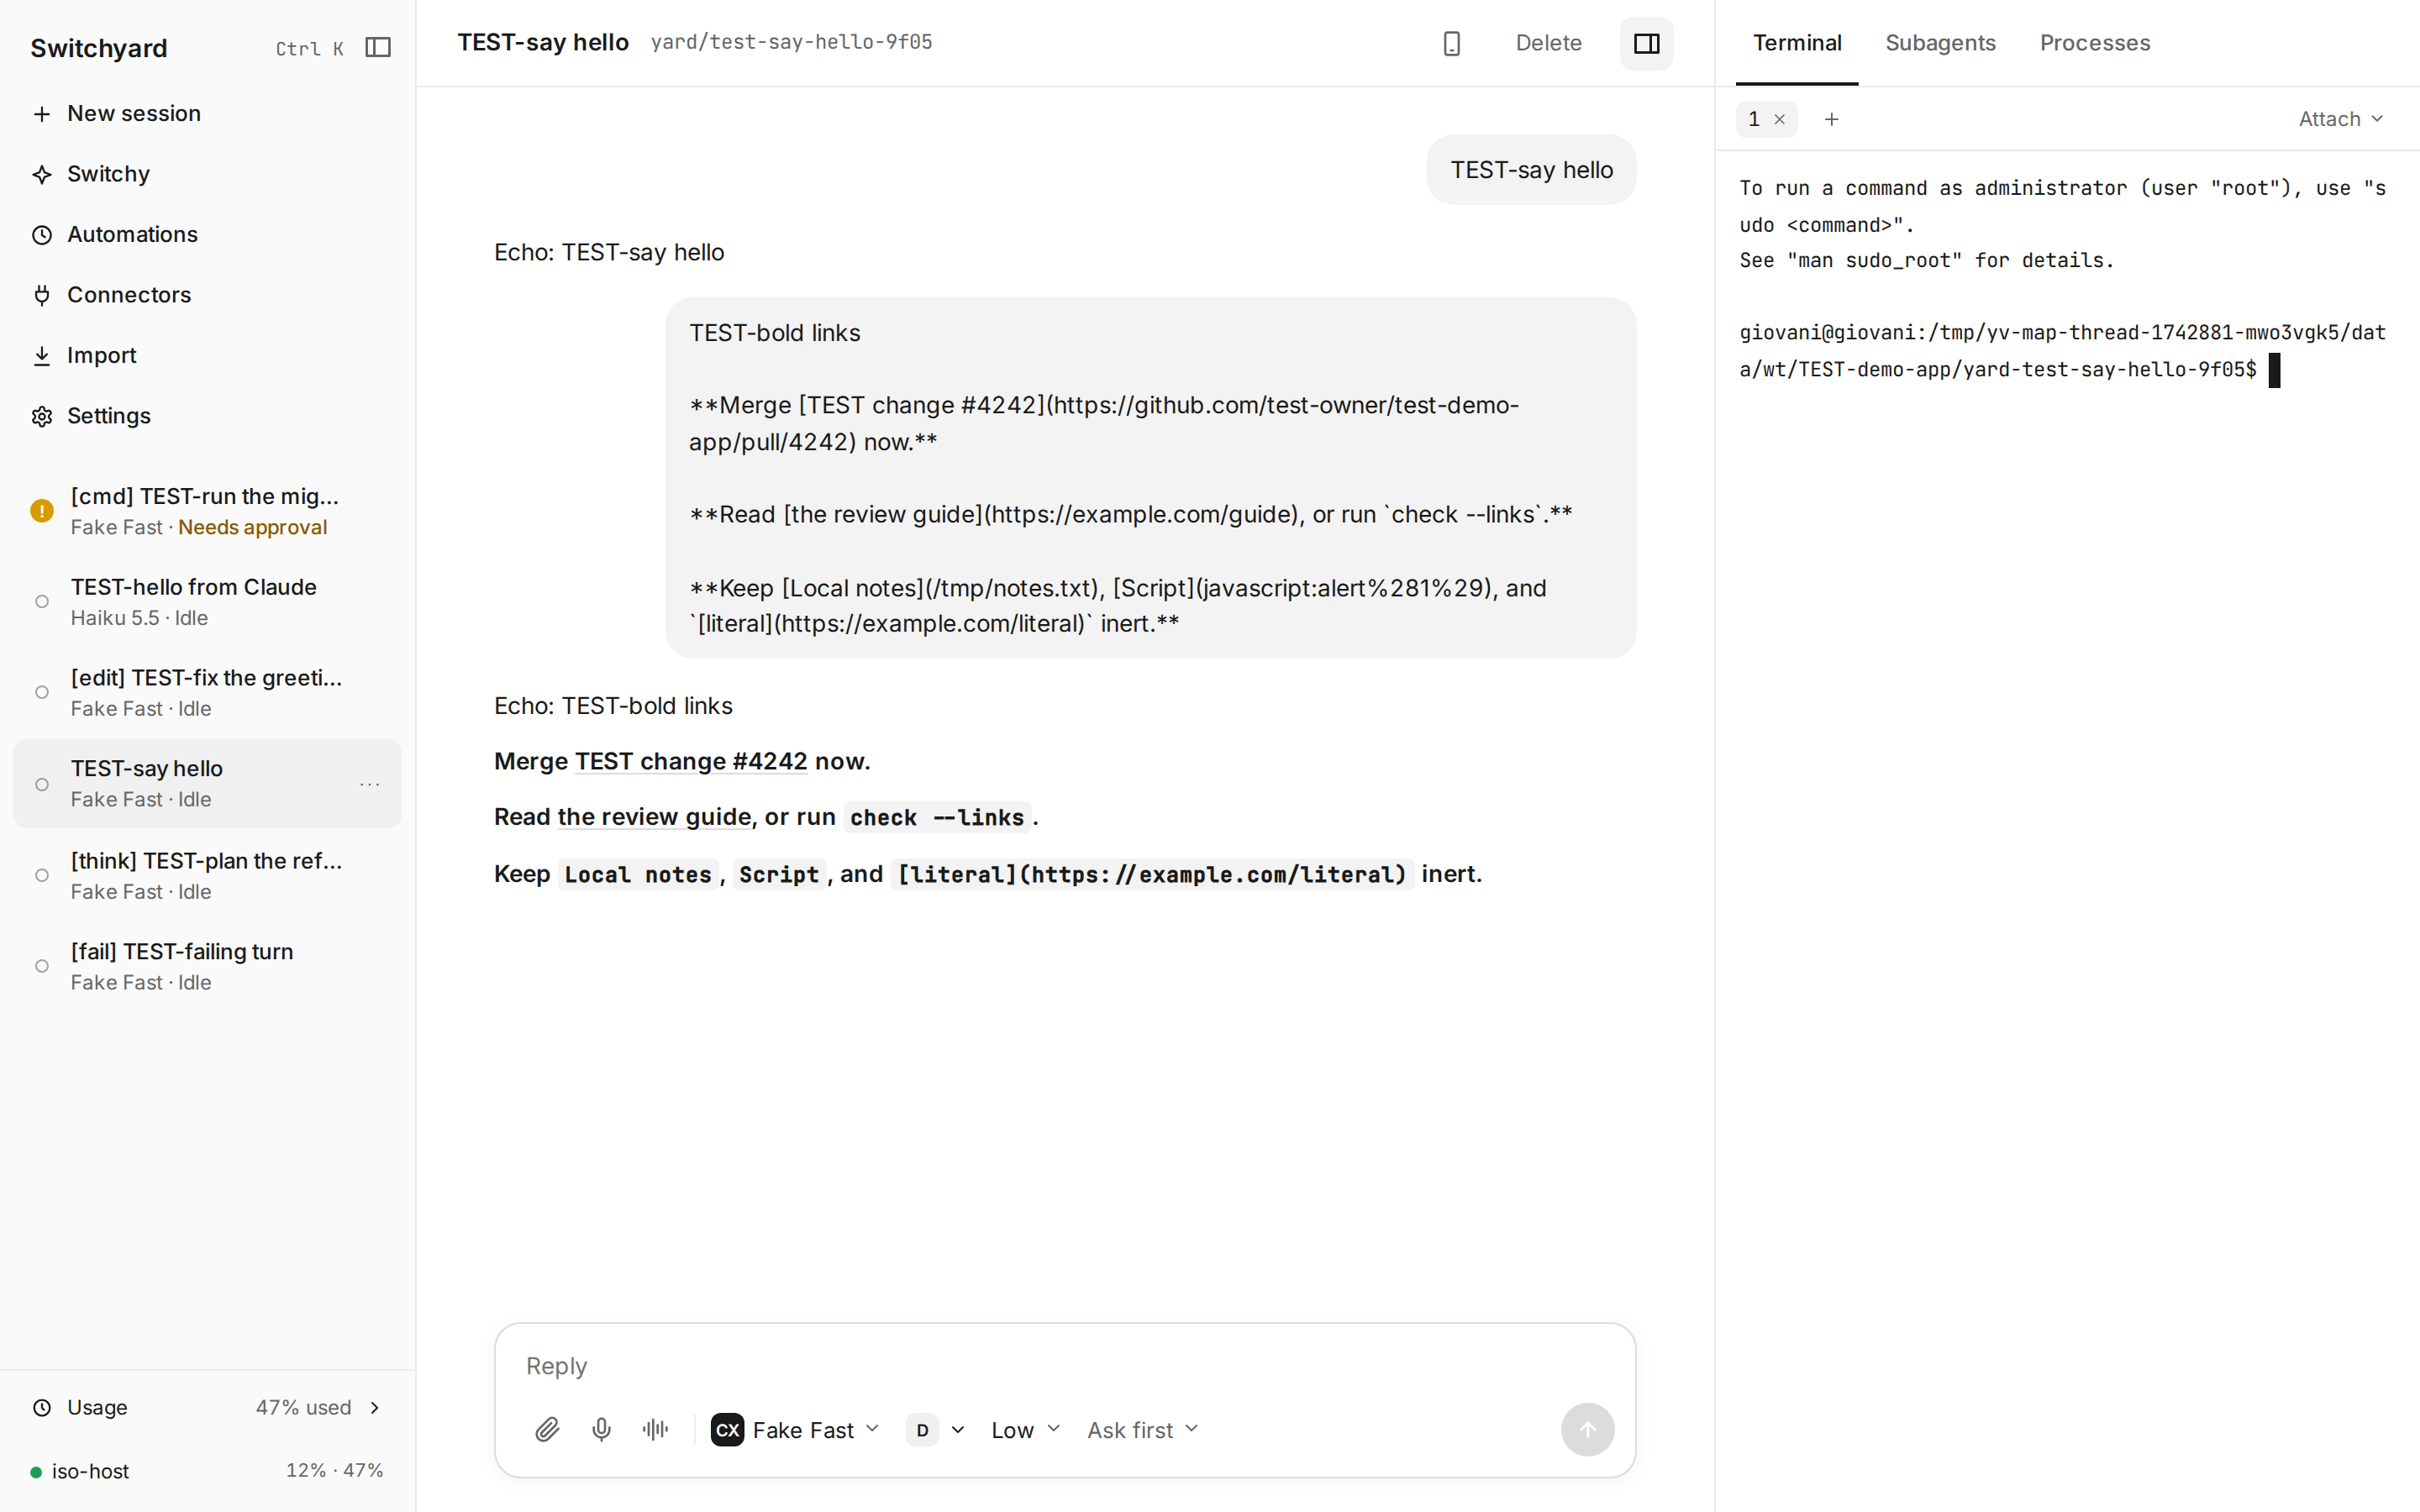 Switchyard
Ctrl K
New session
Switchy
Automations
Connectors
Import
Settings
[cmd] TEST-run the mig...
Fake Fast · Needs approval
TEST-hello from Claude
Haiku 5.5 · Idle
[edit] TEST-fix the greeti...
Fake Fast · Idle
TEST-say hello
Fake Fast · Idle
[think] TEST-plan the ref...
Fake Fast · Idle
[fail] TEST-failing turn
Fake Fast · Idle
Usage
47% used
iso-host
12% · 47%
TEST-say hello
yard/test-say-hello-9f05
Delete
TEST-say hello
Echo: TEST-say hello
TEST-bold links
**Merge [TEST change #4242](https://github.com/test-owner/test-demo-
app/pull/4242) now.**
**Read [the review guide](https://example.com/guide), or run `check --links`.**
**Keep [Local notes](/tmp/notes.txt), [Script](javascript:alert%281%29), and
`[literal](https://example.com/literal)` inert.**
Echo: TEST-bold links
Merge TEST change #4242 now.
Read the review guide, or run check --links.
Keep Local notes, Script, and [literal](https://example.com/literal) inert.
Reply
CX
Fake Fast
D
Low
Ask first
Terminal
Subagents
Processes
1
Attach
To run a command as administrator (user "root"), use "s
udo <command>".
See "man sudo_root" for details.
giovani@giovani:/tmp/yv-map-thread-1742881-mwo3vgk5/dat
a/wt/TEST-demo-app/yard-test-say-hello-9f05$